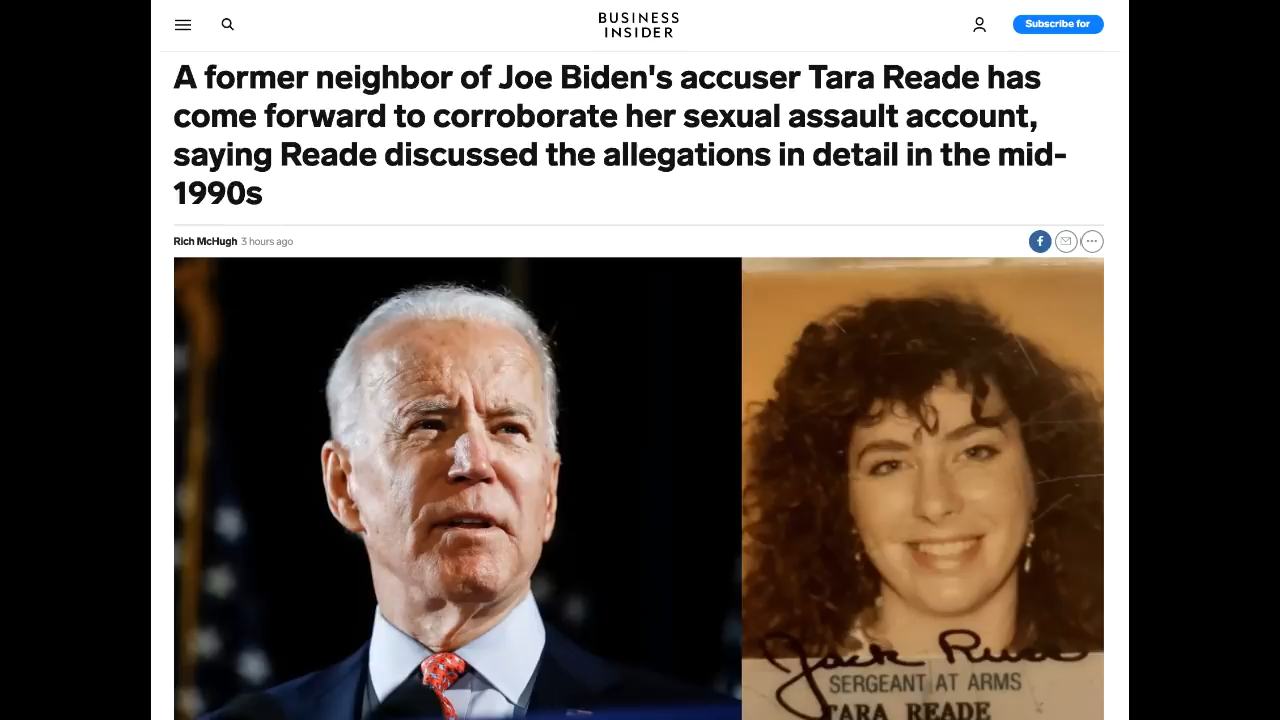 BUSINESS
INSIDER
Subscribe for
A former neighbor of Joe Biden's accuser Tara Reade has
come forward to corroborate her sexual assault account,
saying Reade discussed the allegations in detail in the mid-
1990s
Rich McHugh 3 hours ago
f
Jack Russ
SERGEANT AT ARMS
TARA READE